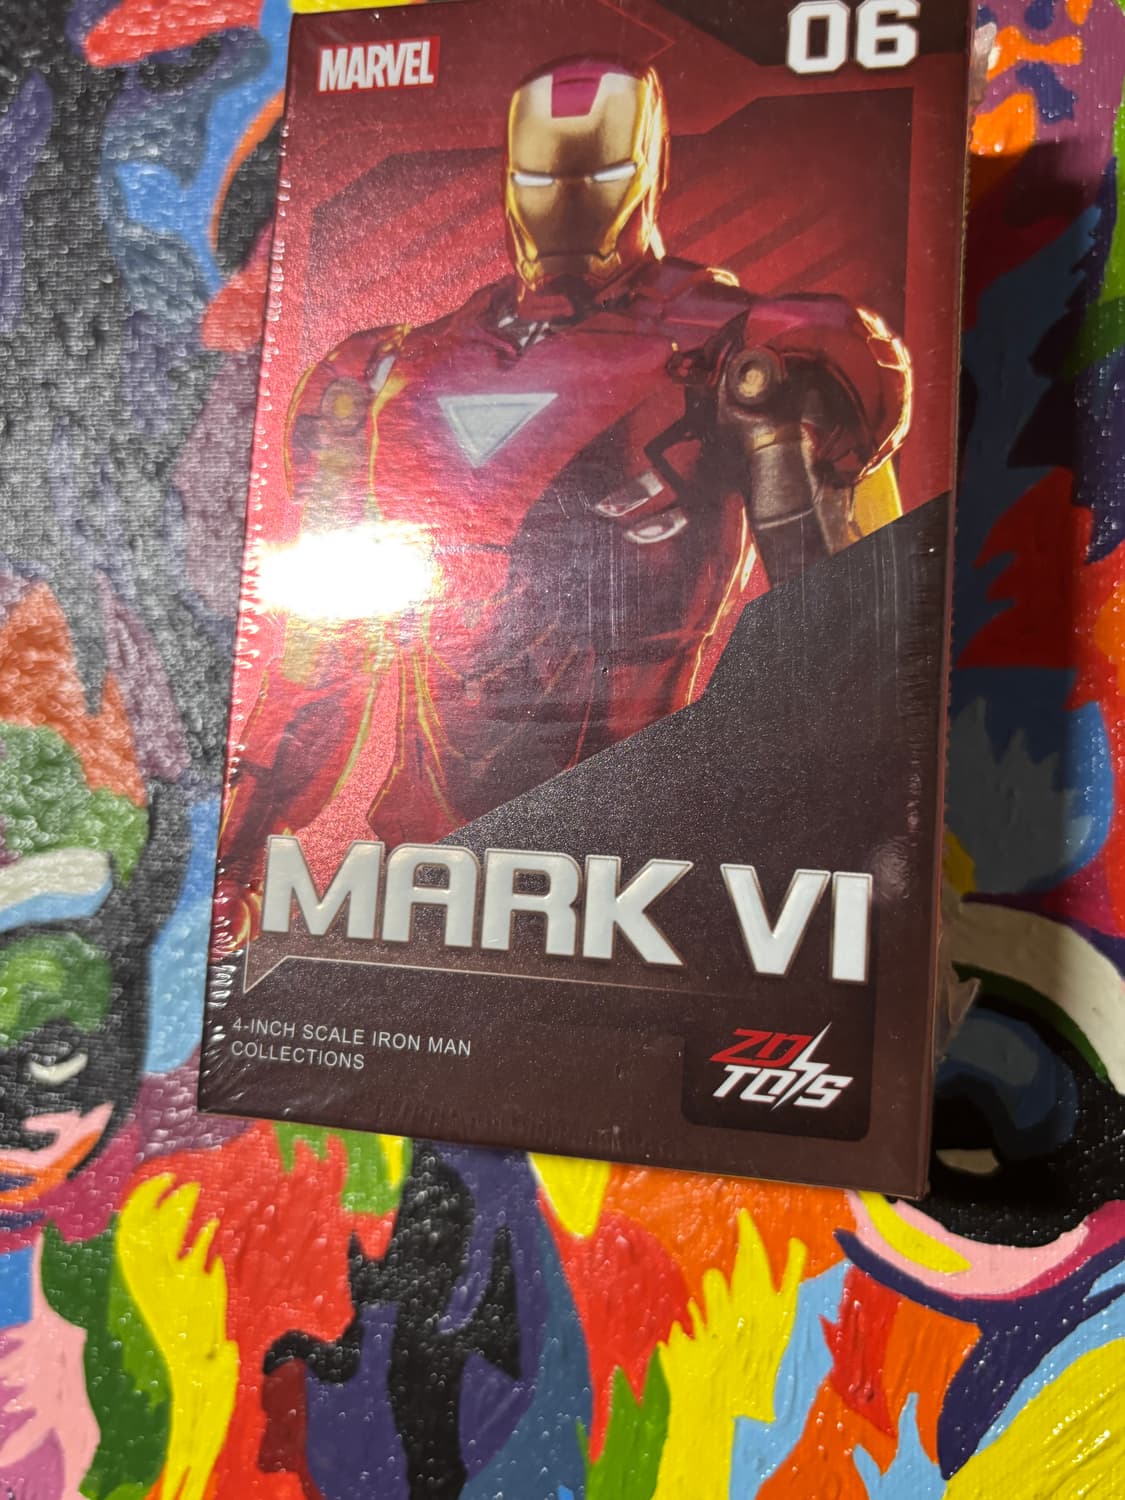 MARVEL
06
MARK VI
4-INCH SCALE IRON MAN
COLLECTIONS
ZD
TOYS